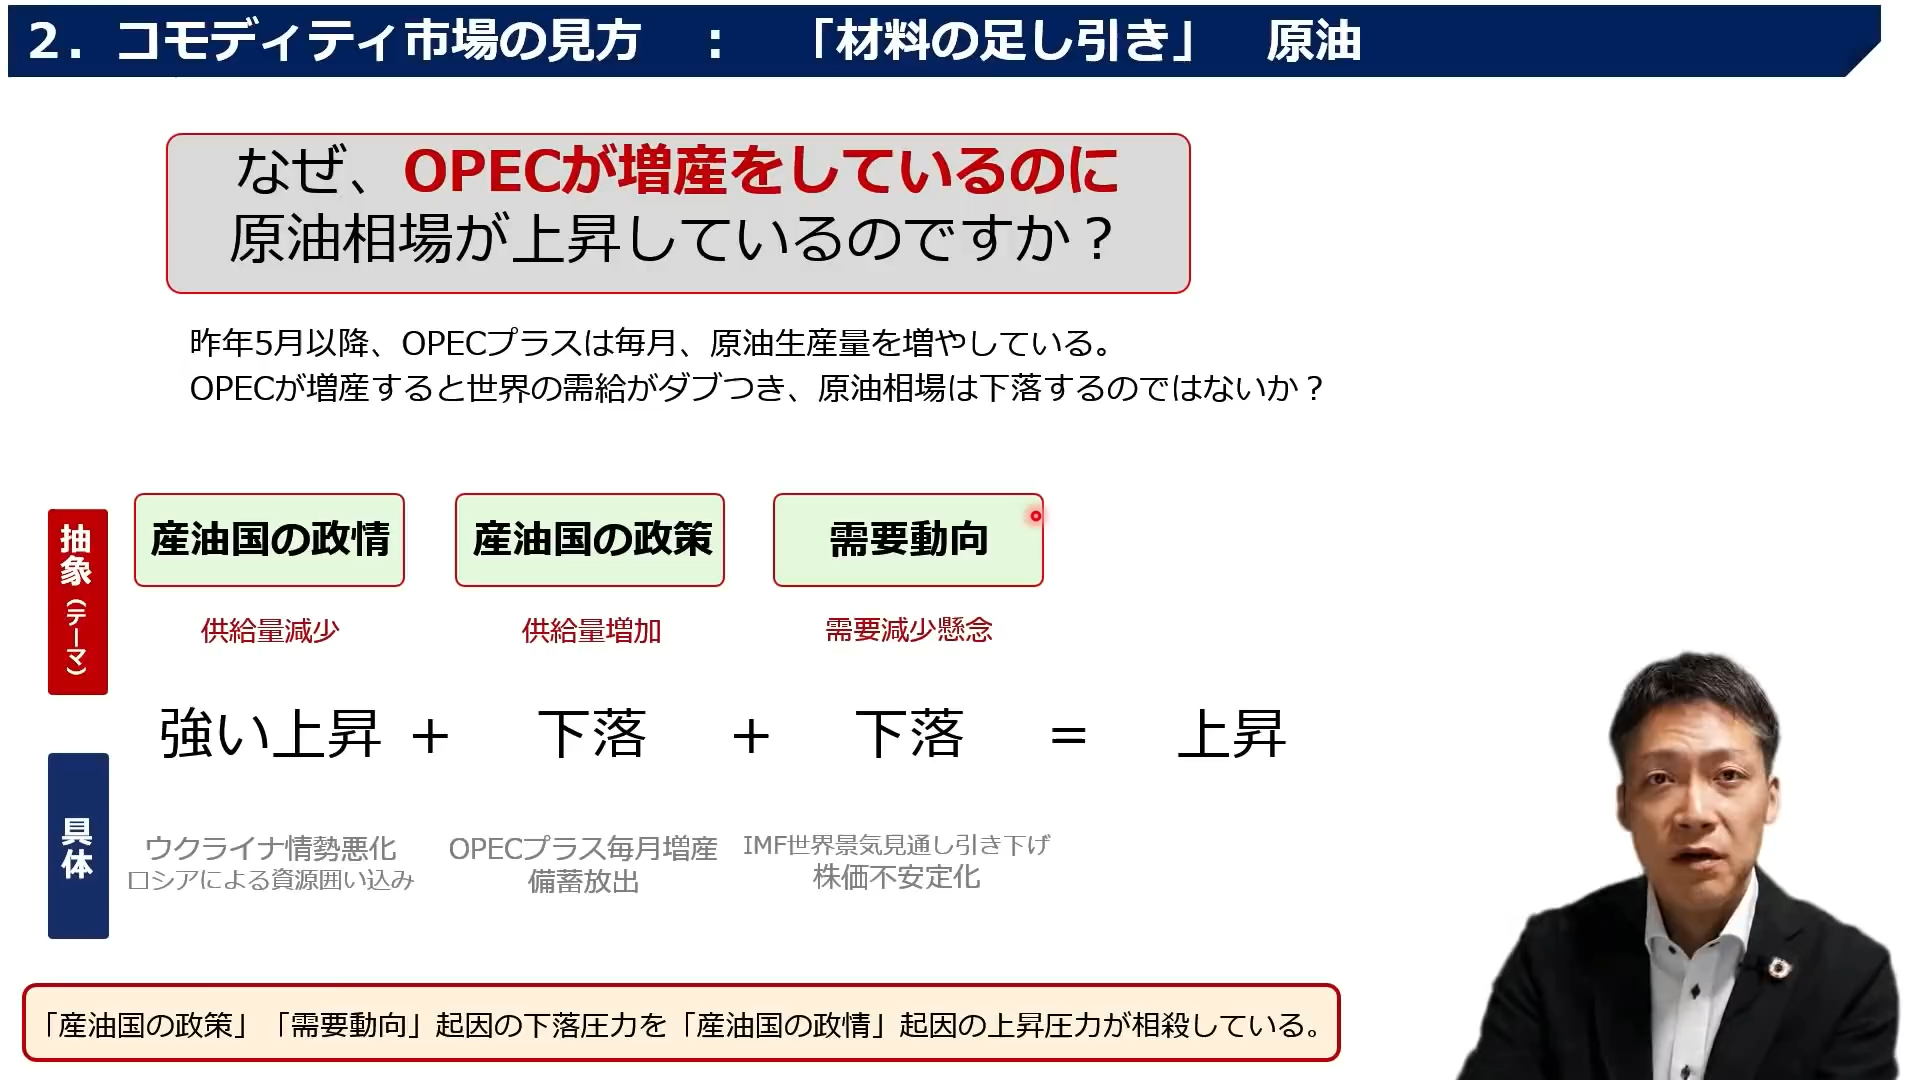 2．コモディティ市場の見方　：　「材料の足し引き」　原油
なぜ、OPECが増産をしているのに
原油相場が上昇しているのですか？
昨年5月以降、OPECプラスは毎月、原油生産量を増やしている。
OPECが増産すると世界の需給がダブつき、原油相場は下落するのではないか？
抽象（テーマ）
産油国の政情
産油国の政策
需要動向
供給量減少
供給量増加
需要減少懸念
強い上昇 ＋ 下落 ＋ 下落 ＝ 上昇
具体
ウクライナ情勢悪化
ロシアによる資源囲い込み
OPECプラス毎月増産
備蓄放出
IMF世界景気見通し引き下げ
株価不安定化
「産油国の政策」「需要動向」起因の下落圧力を「産油国の政情」起因の上昇圧力が相殺している。